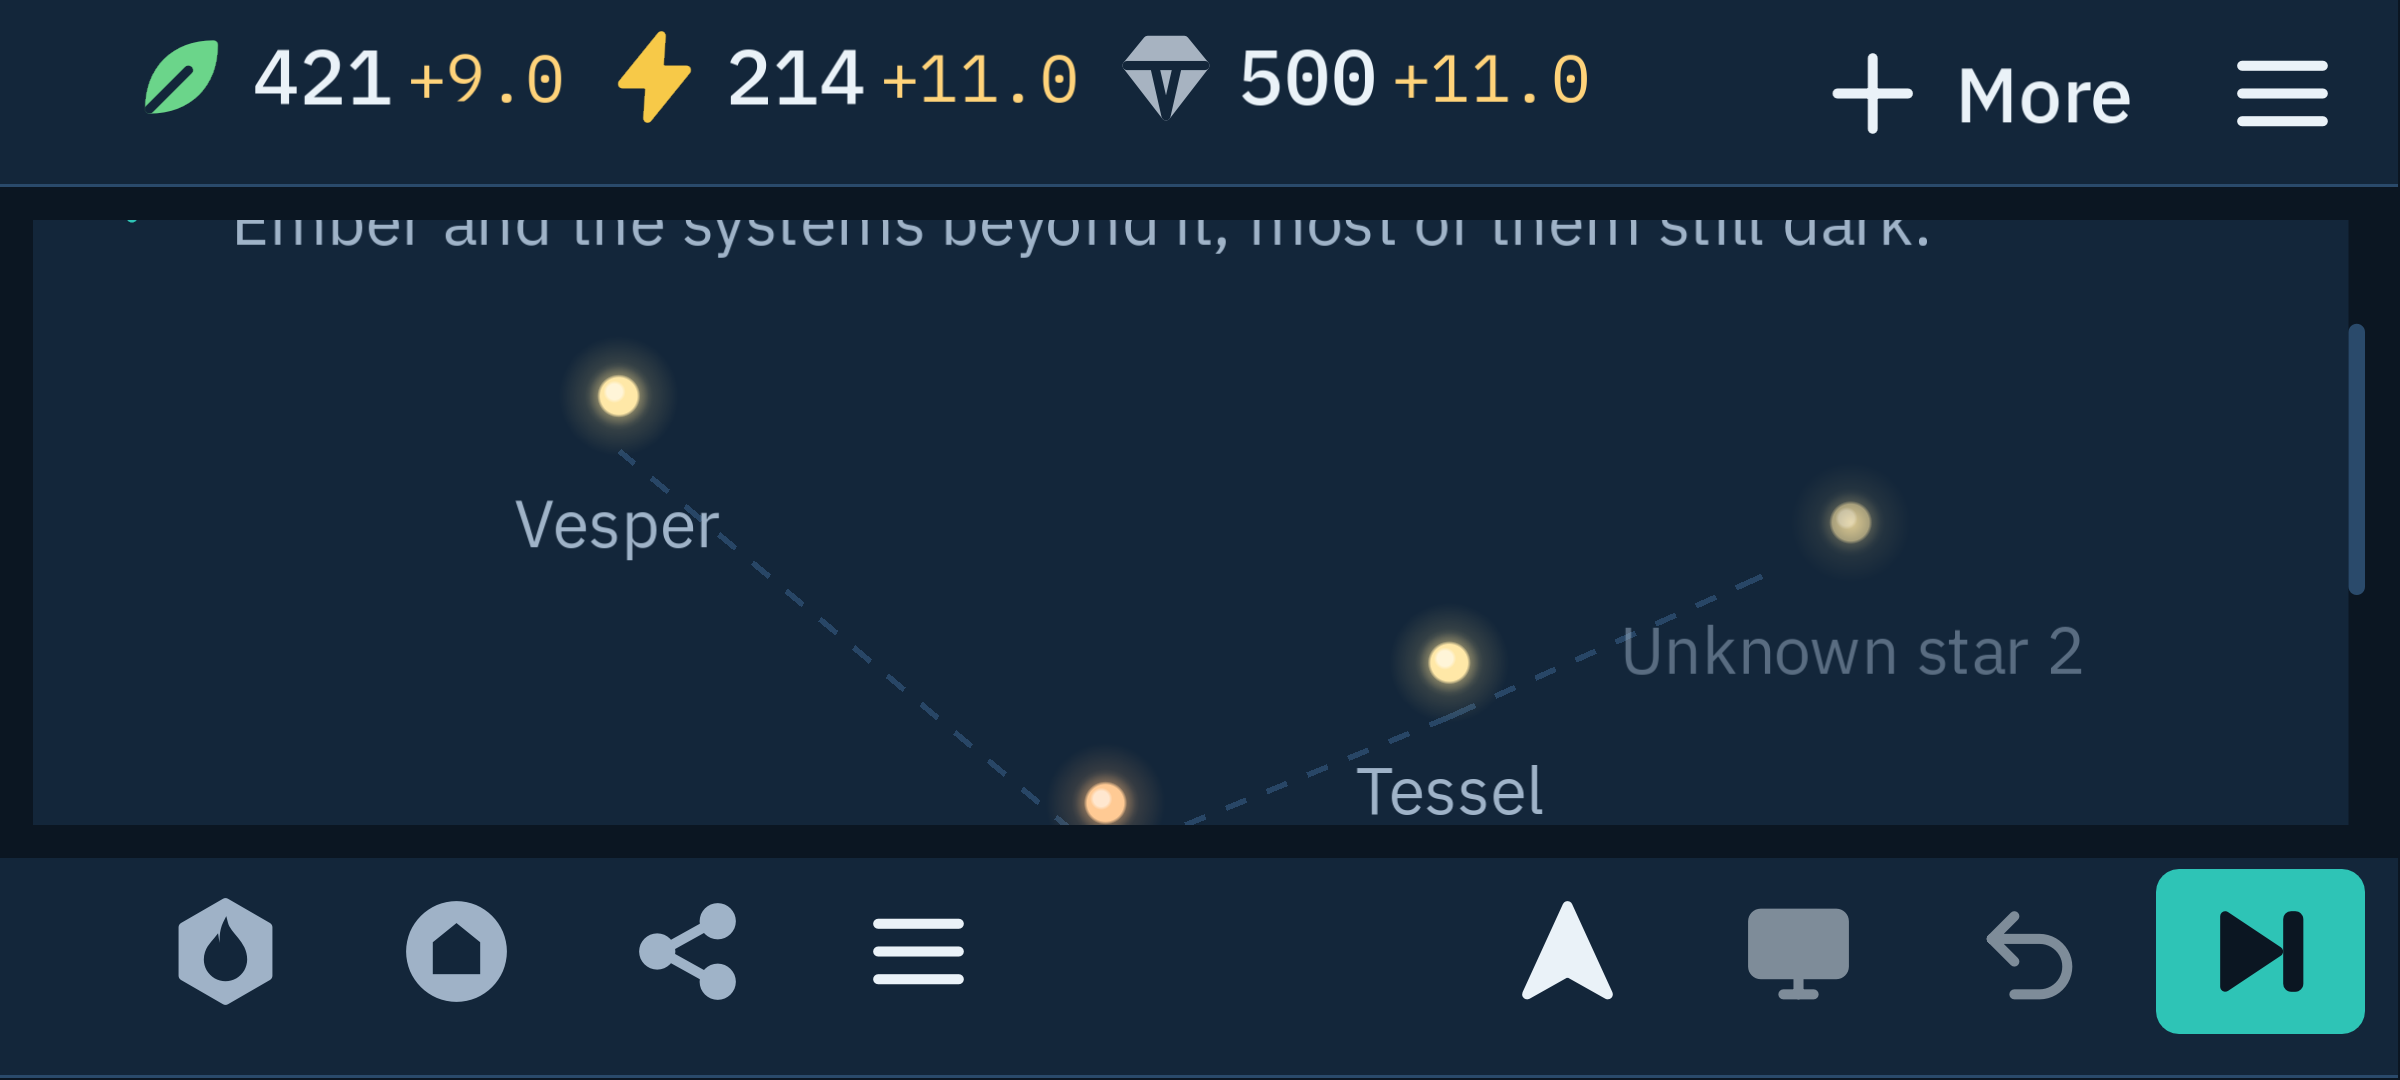 421 +9.0 214 +11.0 500 +11.0 More
Ember and the systems beyond it, most of them still dark.
Vesper
Unknown star 2
Tessel